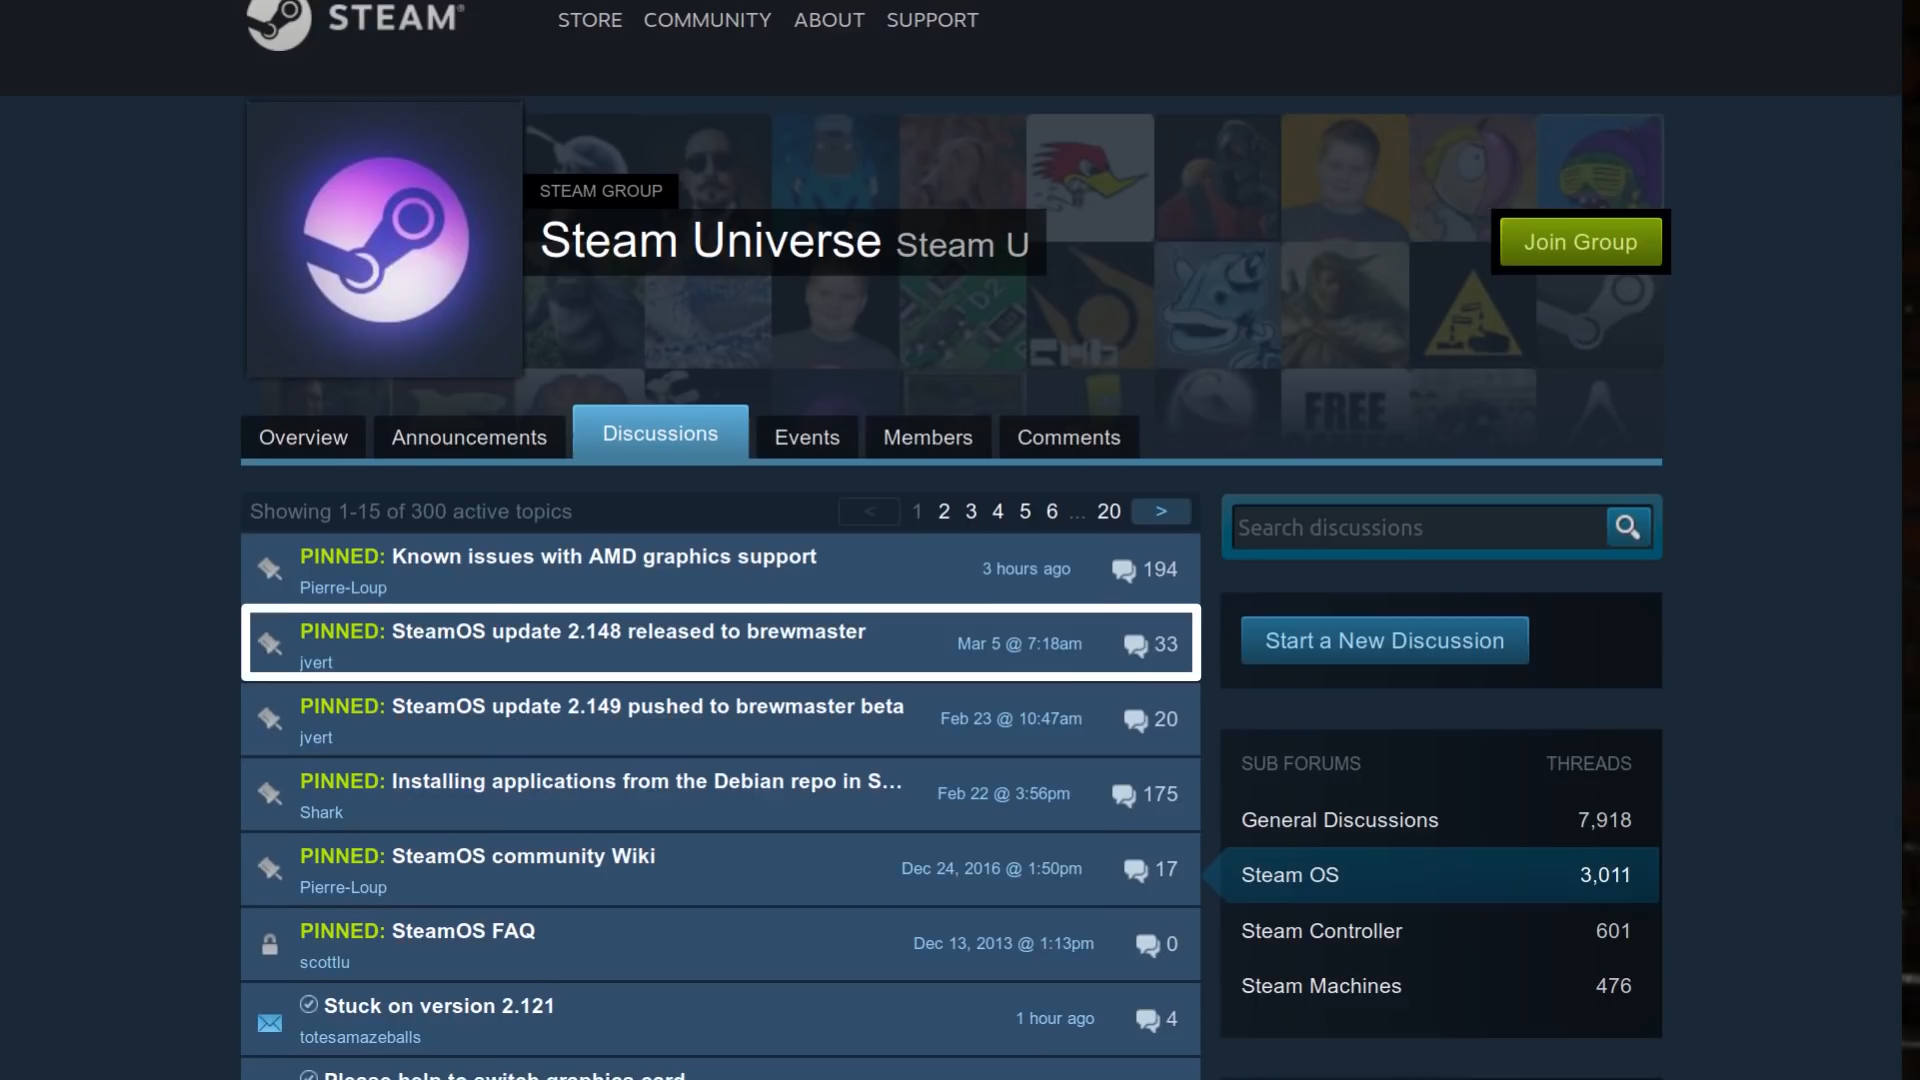 STEAM®
STORE COMMUNITY ABOUT SUPPORT
STEAM GROUP
Steam Universe Steam U
Join Group
FREE
Overview Announcements Discussions Events Members Comments
Showing 1-15 of 300 active topics < 1 2 3 4 5 6 ... 20 >
Search discussions
PINNED: Known issues with AMD graphics support
Pierre-Loup
3 hours ago 194
PINNED: SteamOS update 2.148 released to brewmaster
jvert
Mar 5 @ 7:18am 33
PINNED: SteamOS update 2.149 pushed to brewmaster beta
jvert
Feb 23 @ 10:47am 20
PINNED: Installing applications from the Debian repo in S...
Shark
Feb 22 @ 3:56pm 175
PINNED: SteamOS community Wiki
Pierre-Loup
Dec 24, 2016 @ 1:50pm 17
PINNED: SteamOS FAQ
scottlu
Dec 13, 2013 @ 1:13pm 0
Stuck on version 2.121
totesamazeballs
1 hour ago 4
Please help to switch graphics card
Start a New Discussion
SUB FORUMS THREADS
General Discussions 7,918
Steam OS 3,011
Steam Controller 601
Steam Machines 476